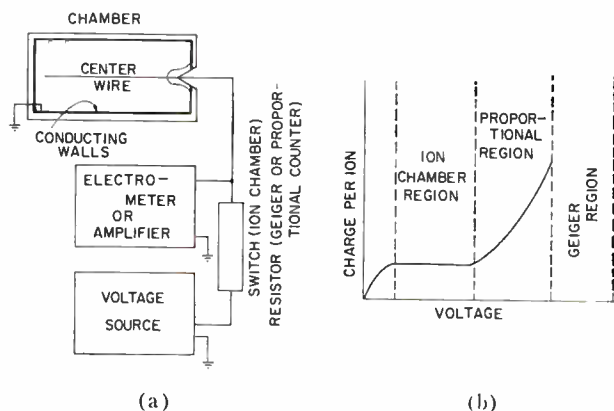 CHAMBER
CENTER
WIRE
CONDUCTING
WALLS
ELECTRO-
METER
OR
AMPLIFIER
VOLTAGE
SOURCE
SWITCH (ION CHAMBER)
RESISTOR (GEIGER OR PROPOR-
TIONAL COUNTER)
(a)
CHARGE PER ION
ION
CHAMBER
REGION
PROPOR-
TIONAL
REGION
GEIGER
REGION
VOLTAGE
(b)